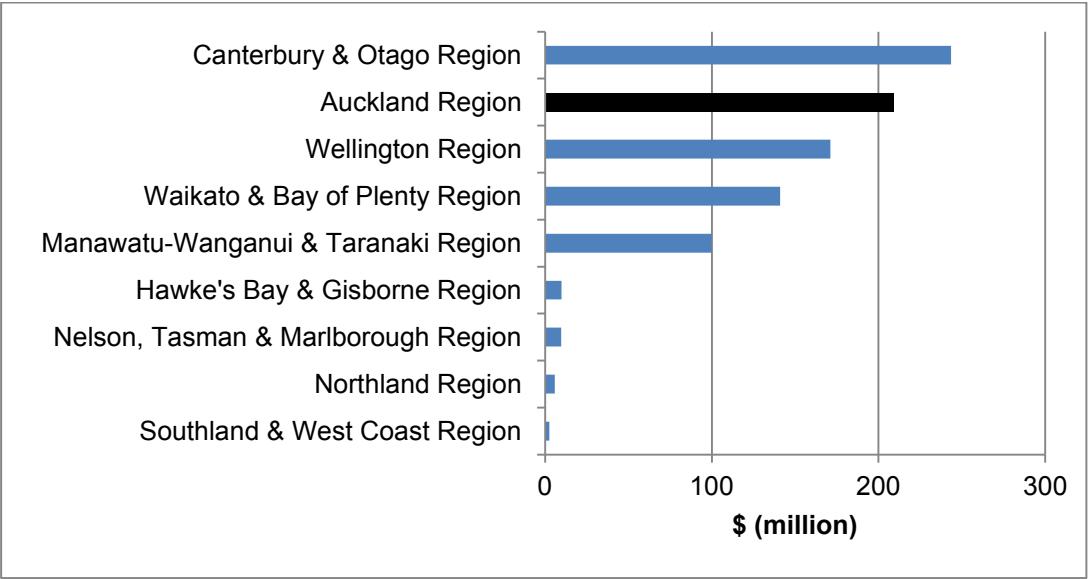 Canterbury & Otago Region
Auckland Region
Wellington Region
Waikato & Bay of Plenty Region
Manawatu-Wanganui & Taranaki Region
Hawke's Bay & Gisborne Region
Nelson, Tasman & Marlborough Region
Northland Region
Southland & West Coast Region
0 100 200 300
$ (million)